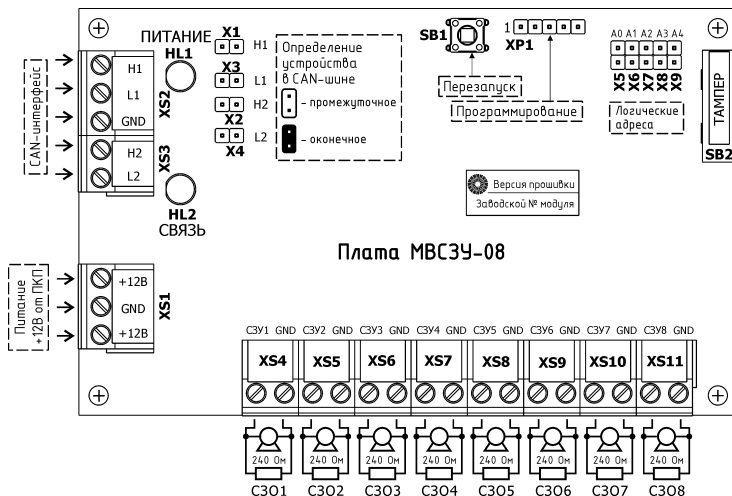 ПИТАНИЕ
HL1
X1
H1
X3
L1
H2
X2
L2
X4
Определение
устройства
в CAN-шине
- промежуточное
- оконечное
SB1
1
XP1
Перезапуск
Программирование
A0 A1 A2 A3 A4
X5 X6 X7 X8 X9
Логические
адреса
ТАМПЕР
SB2
CAN-интерфейс
H1
L1
GND
XS2
H2
L2
XS3
HL2
СВЯЗЬ
Версия прошивки
Заводской № модуля
Плата МВСЗУ-08
Питание
+12В от ПКП
+12В
GND
+12В
XS1
СЗУ1 GND СЗУ2 GND СЗУ3 GND СЗУ4 GND СЗУ5 GND СЗУ6 GND СЗУ7 GND СЗУ8 GND
XS4 XS5 XS6 XS7 XS8 XS9 XS10 XS11
240 Ом 240 Ом 240 Ом 240 Ом 240 Ом 240 Ом 240 Ом 240 Ом
СЗО1 СЗО2 СЗО3 СЗО4 СЗО5 СЗО6 СЗО7 СЗО8